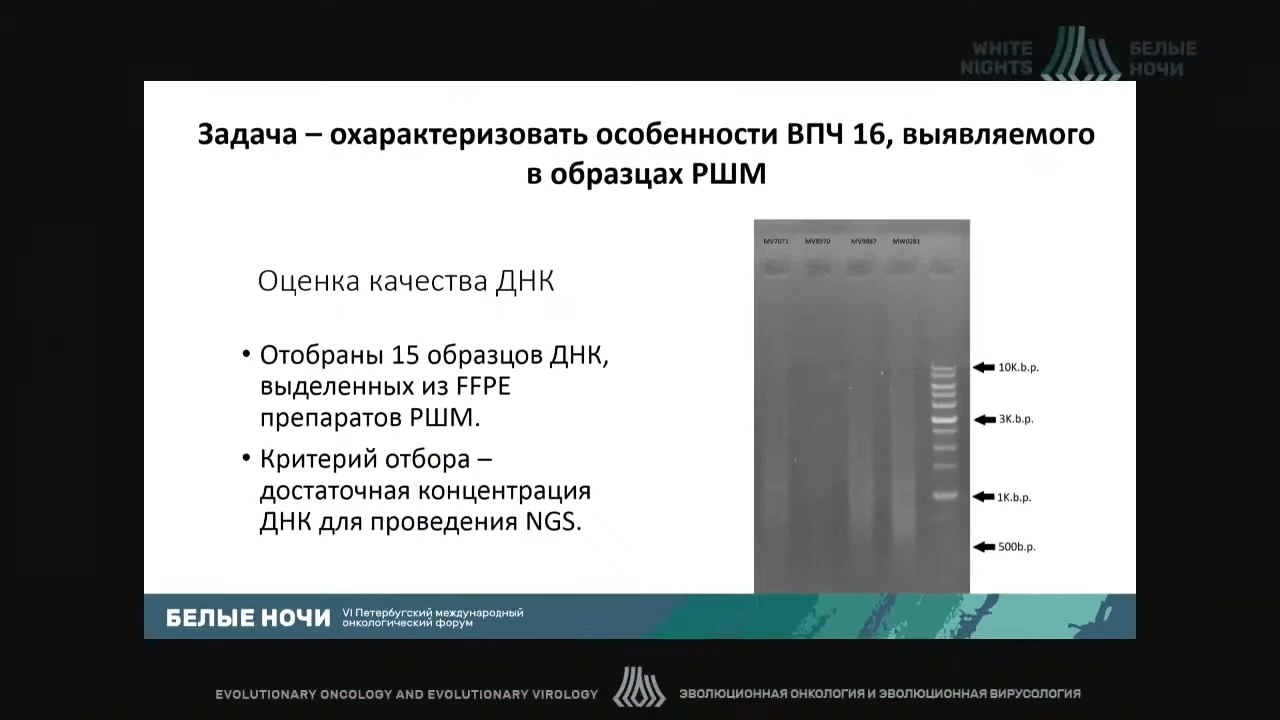 WHITE
NIGHTS
БЕЛЫЕ
НОЧИ
Задача – охарактеризовать особенности ВПЧ 16, выявляемого
в образцах РШМ
Оценка качества ДНК
• Отобраны 15 образцов ДНК,
выделенных из FFPE
препаратов РШМ.
• Критерий отбора –
достаточная концентрация
ДНК для проведения NGS.
MV7071 MV8970 MV9887 MW0281
10K.b.p.
3K.b.p.
1K.b.p.
500b.p.
БЕЛЫЕ НОЧИ
VI Петербургский международный
онкологический форум
EVOLUTIONARY ONCOLOGY AND EVOLUTIONARY VIROLOGY
ЭВОЛЮЦИОННАЯ ОНКОЛОГИЯ И ЭВОЛЮЦИОННАЯ ВИРУСОЛОГИЯ